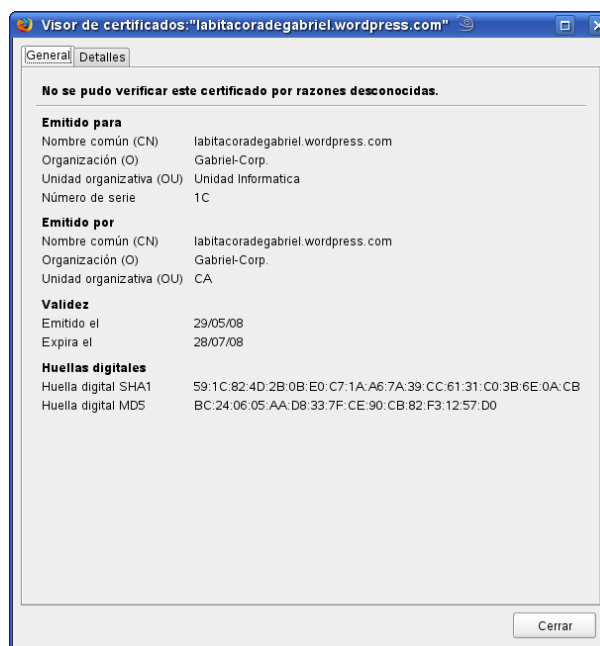 Visor de certificados:"labitacoradegabriel.wordpress.com"
General Detalles
No se pudo verificar este certificado por razones desconocidas.
Emitido para
Nombre común (CN) labitacoradegabriel.wordpress.com
Organización (O) Gabriel-Corp.
Unidad organizativa (OU) Unidad Informatica
Número de serie 1C
Emitido por
Nombre común (CN) labitacoradegabriel.wordpress.com
Organización (O) Gabriel-Corp.
Unidad organizativa (OU) CA
Validez
Emitido el 29/05/08
Expira el 28/07/08
Huellas digitales
Huella digital SHA1 59:1C:82:4D:2B:0B:E0:C7:1A:A6:7A:39:CC:61:31:C0:3B:6E:0A:CB
Huella digital MD5 BC:24:06:05:AA:D8:33:7F:CE:90:CB:82:F3:12:57:D0
Cerrar